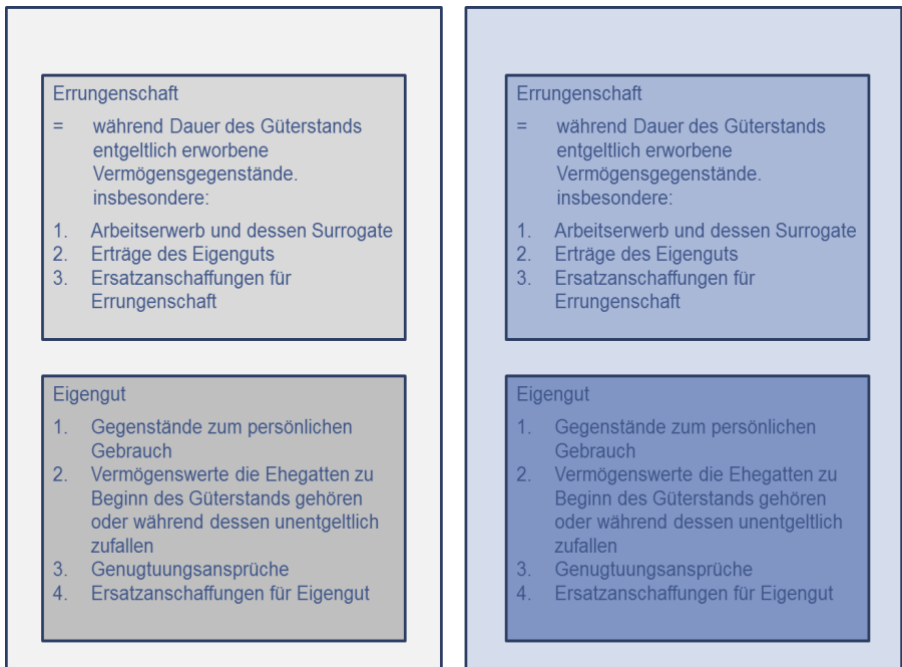 Errungenschaft
= während Dauer des Güterstands
entgeltlich erworbene
Vermögensgegenstände.
insbesondere:
1. Arbeitserwerb und dessen Surrogate
2. Erträge des Eigenguts
3. Ersatzanschaffungen für
Errungenschaft
Eigengut
1. Gegenstände zum persönlichen
Gebrauch
2. Vermögenswerte die Ehegatten zu
Beginn des Güterstands gehören
oder während dessen unentgeltlich
zufallen
3. Genugtuungsansprüche
4. Ersatzanschaffungen für Eigengut
Errungenschaft
= während Dauer des Güterstands
entgeltlich erworbene
Vermögensgegenstände.
insbesondere:
1. Arbeitserwerb und dessen Surrogate
2. Erträge des Eigenguts
3. Ersatzanschaffungen für
Errungenschaft
Eigengut
1. Gegenstände zum persönlichen
Gebrauch
2. Vermögenswerte die Ehegatten zu
Beginn des Güterstands gehören
oder während dessen unentgeltlich
zufallen
3. Genugtuungsansprüche
4. Ersatzanschaffungen für Eigengut